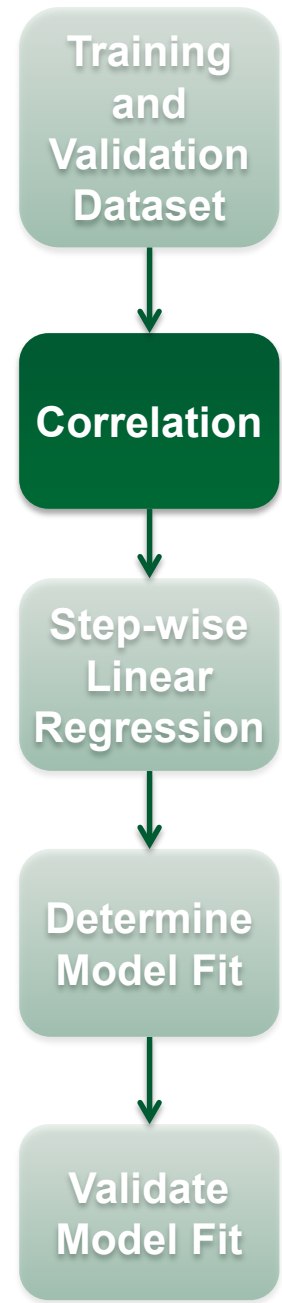 Training
and
Validation
Dataset
Correlation
Step-wise
Linear
Regression
Determine
Model Fit
Validate
Model Fit